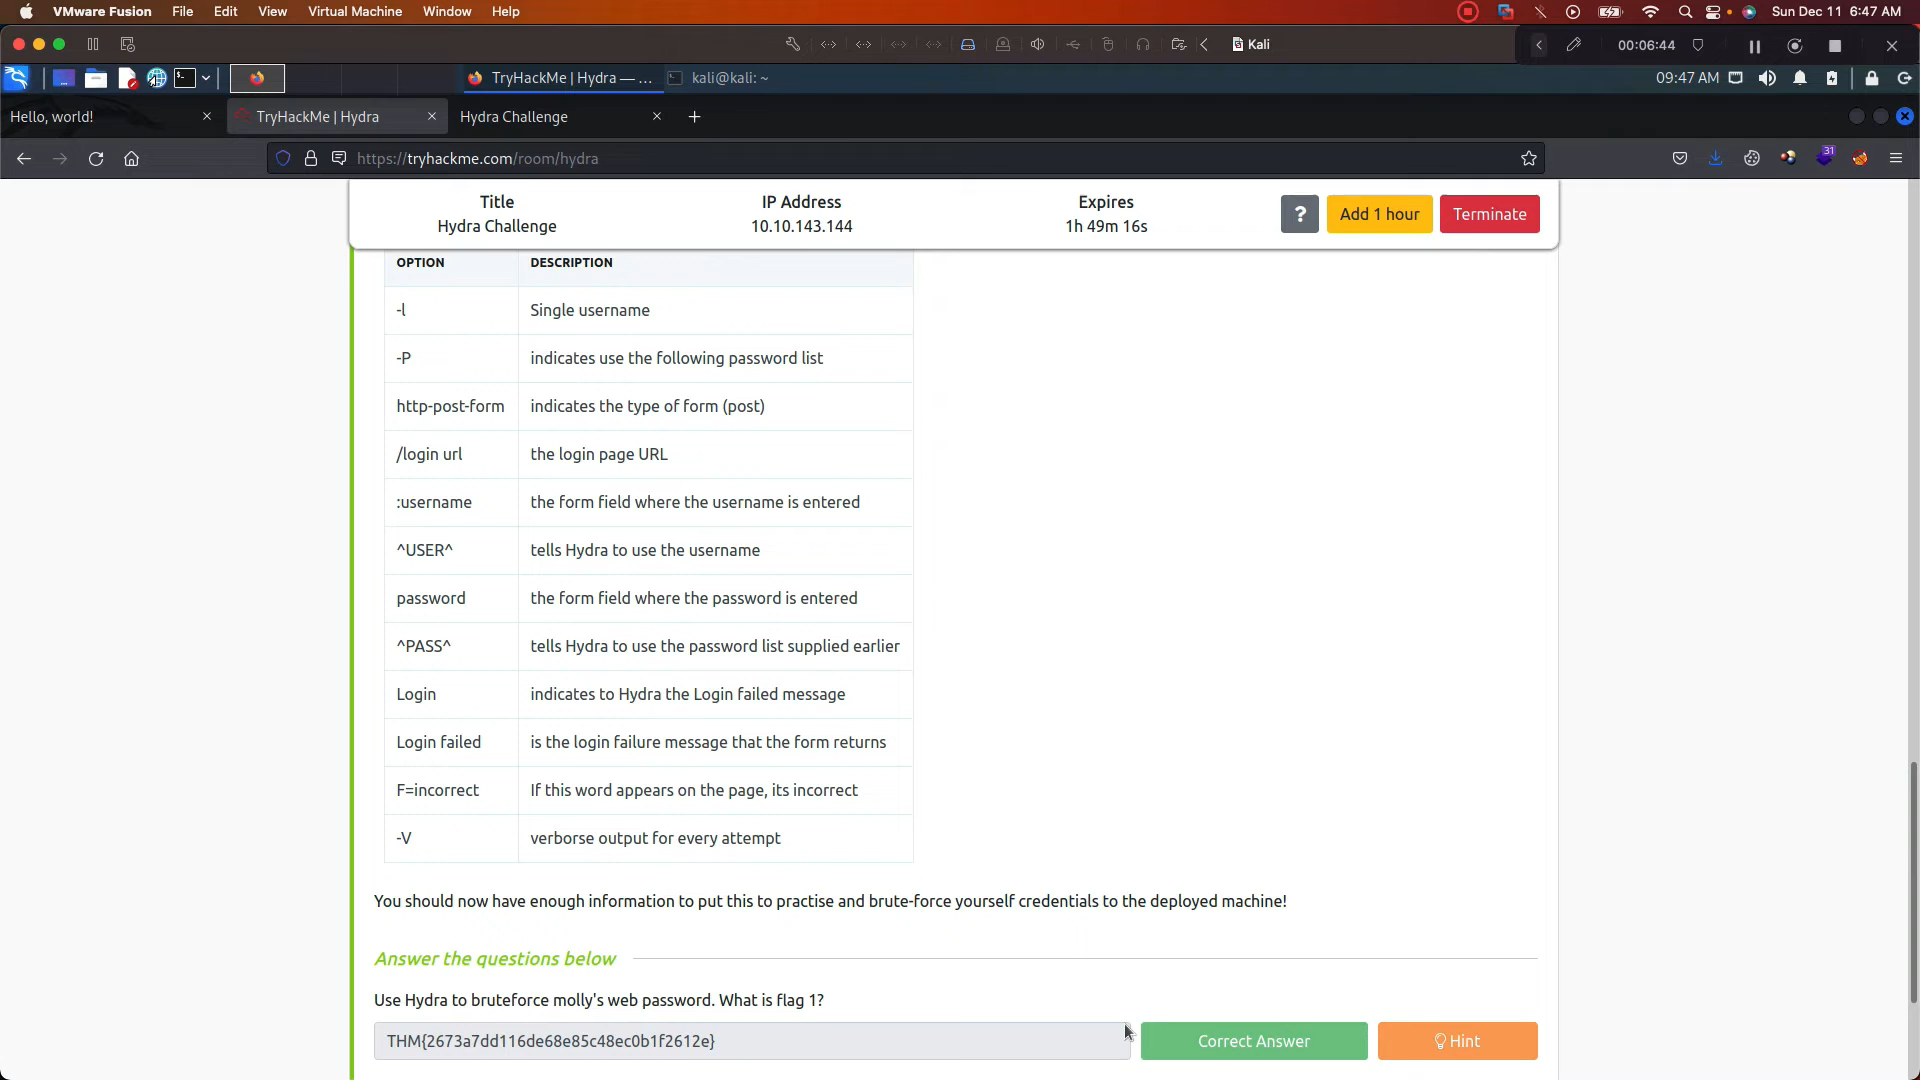 VMware Fusion File Edit View Virtual Machine Window Help Sun Dec 11 6:47 AM
Kali 00:06:44
TryHackMe | Hydra — ... kali@kali: ~ 09:47 AM
Hello, world! TryHackMe | Hydra Hydra Challenge
https://tryhackme.com/room/hydra 31
Title IP Address Expires
Hydra Challenge 10.10.143.144 1h 49m 16s ? Add 1 hour Terminate
OPTION DESCRIPTION
-l Single username
-P indicates use the following password list
http-post-form indicates the type of form (post)
/login url the login page URL
:username the form field where the username is entered
^USER^ tells Hydra to use the username
password the form field where the password is entered
^PASS^ tells Hydra to use the password list supplied earlier
Login indicates to Hydra the Login failed message
Login failed is the login failure message that the form returns
F=incorrect If this word appears on the page, its incorrect
-V verborse output for every attempt
You should now have enough information to put this to practise and brute-force yourself credentials to the deployed machine!
Answer the questions below
Use Hydra to bruteforce molly's web password. What is flag 1?
THM{2673a7dd116de68e85c48ec0b1f2612e} Correct Answer Hint